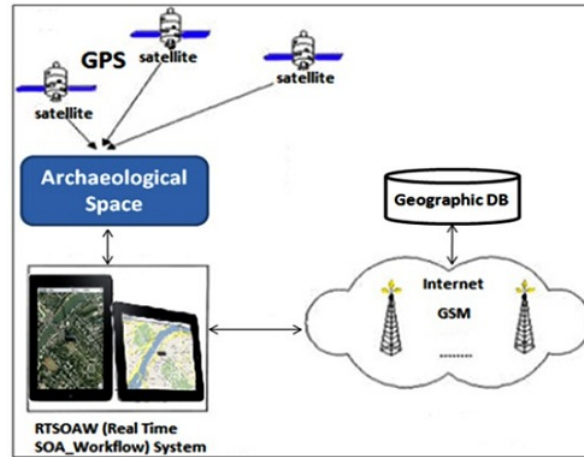 GPS
satellite
satellite
satellite
Archaeological
Space
Geographic DB
Internet
GSM
........
RTSOAW (Real Time
SOA_Workflow) System